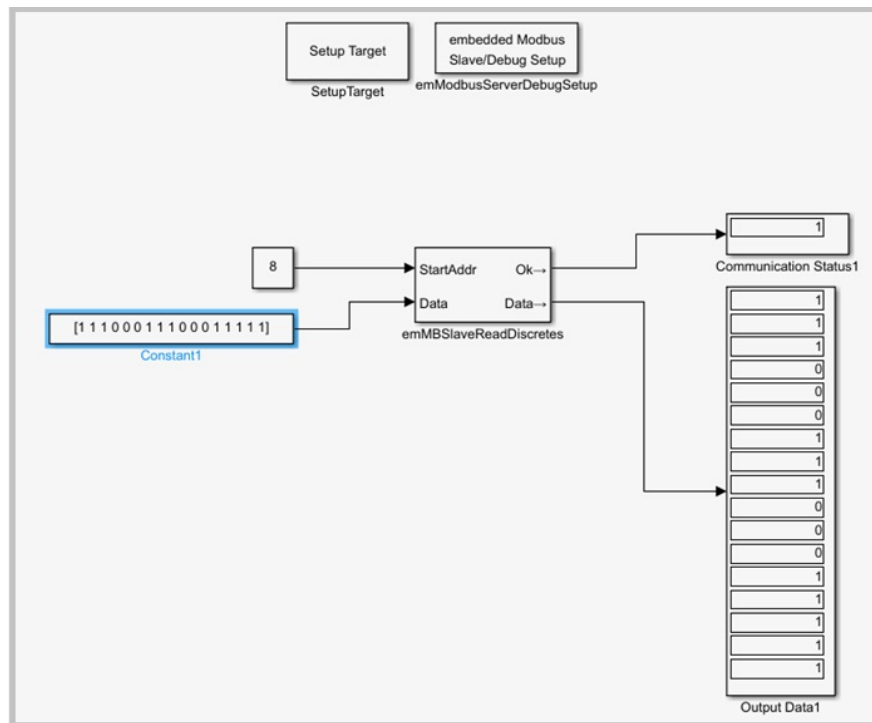 Setup Target
SetupTarget
embedded Modbus
Slave/Debug Setup
emModbusServerDebugSetup
8
[1 1 1 0 0 0 1 1 1 0 0 0 1 1 1 1 1]
Constant1
StartAddr
Ok→
Data
Data→
emMBSlaveReadDiscretes
1
Communication Status1
1
1
1
0
0
0
1
1
1
0
0
0
1
1
1
1
1
Output Data1